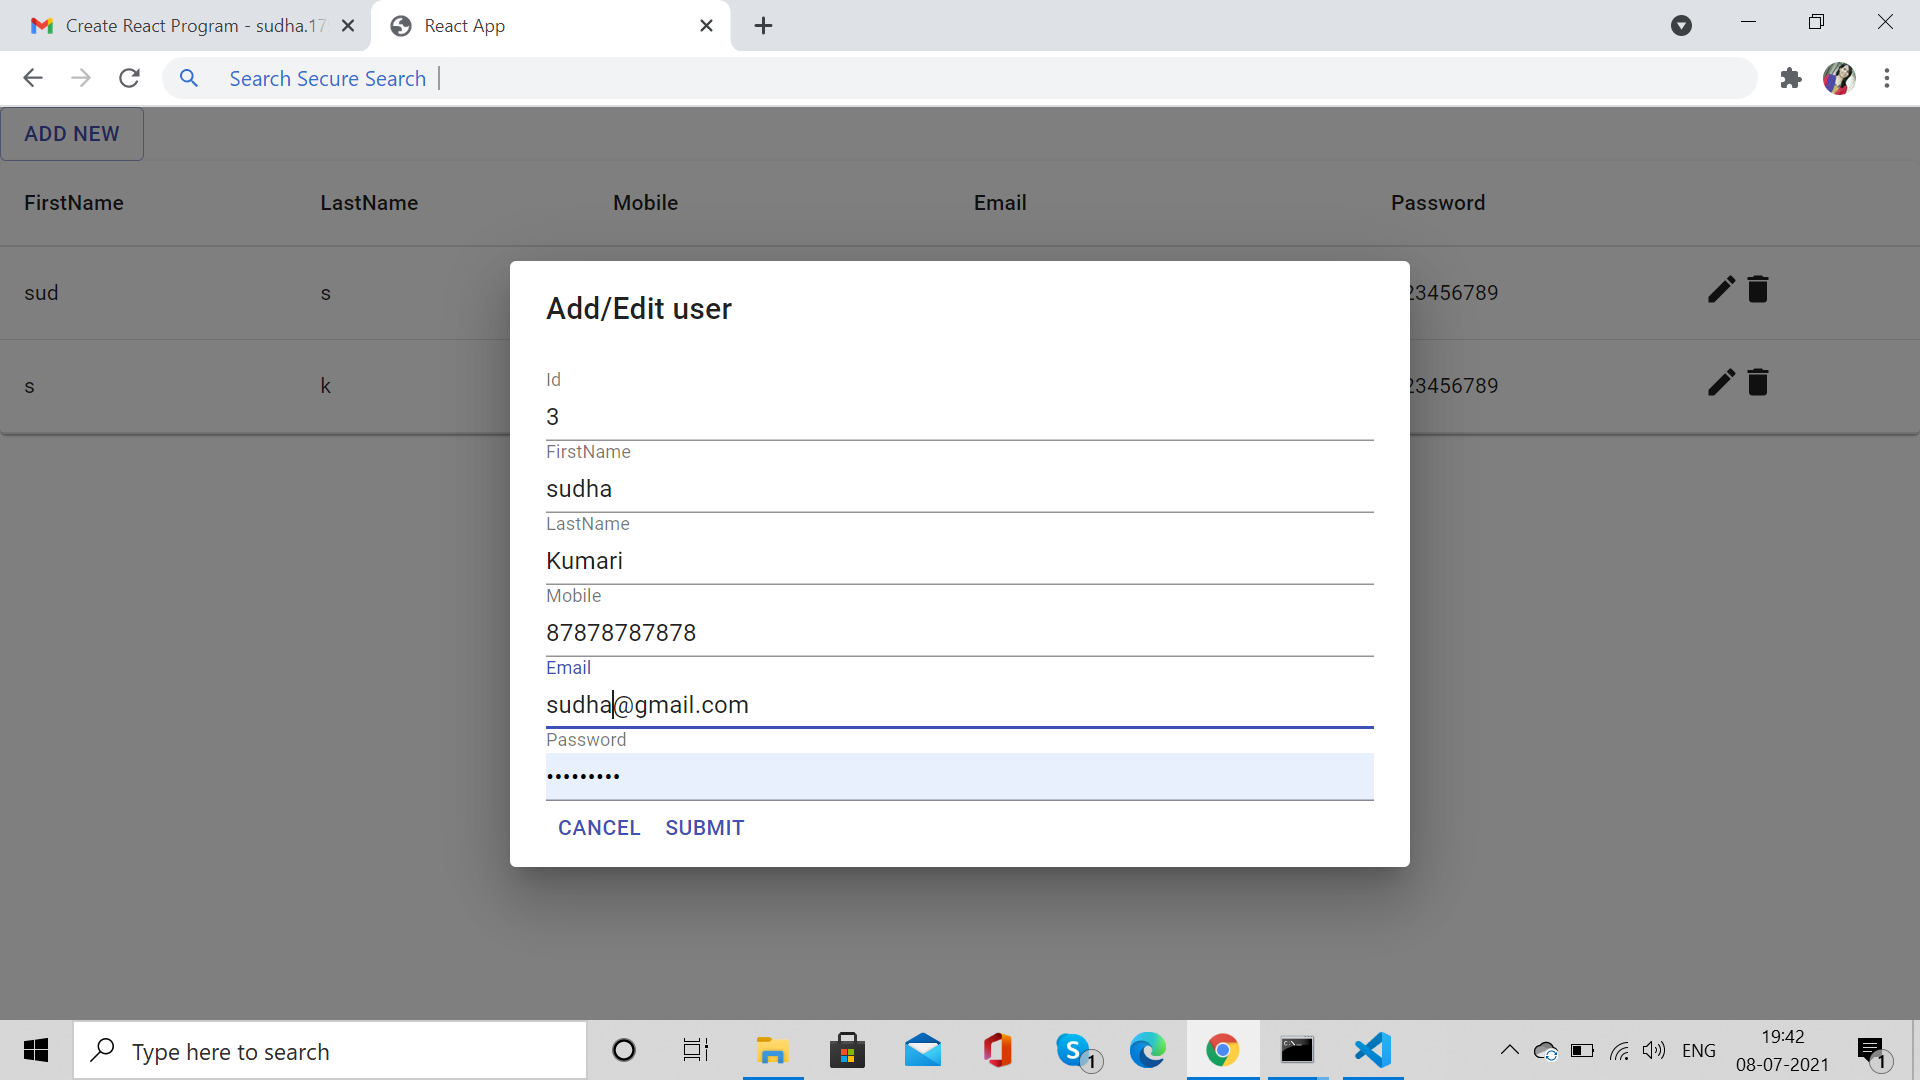 Create React Program - sudha.17
React App
Search Secure Search
ADD NEW
FirstName LastName Mobile Email Password
sud s 23456789
s k 23456789
Add/Edit user
Id
3
FirstName
sudha
LastName
Kumari
Mobile
87878787878
Email
sudha@gmail.com
Password
•••••••••
CANCEL SUBMIT
Type here to search
1
ENG
19:42
08-07-2021
1